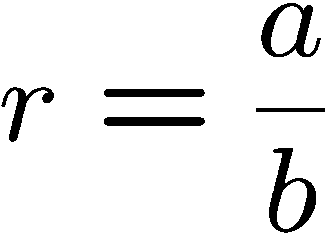 r = a/b